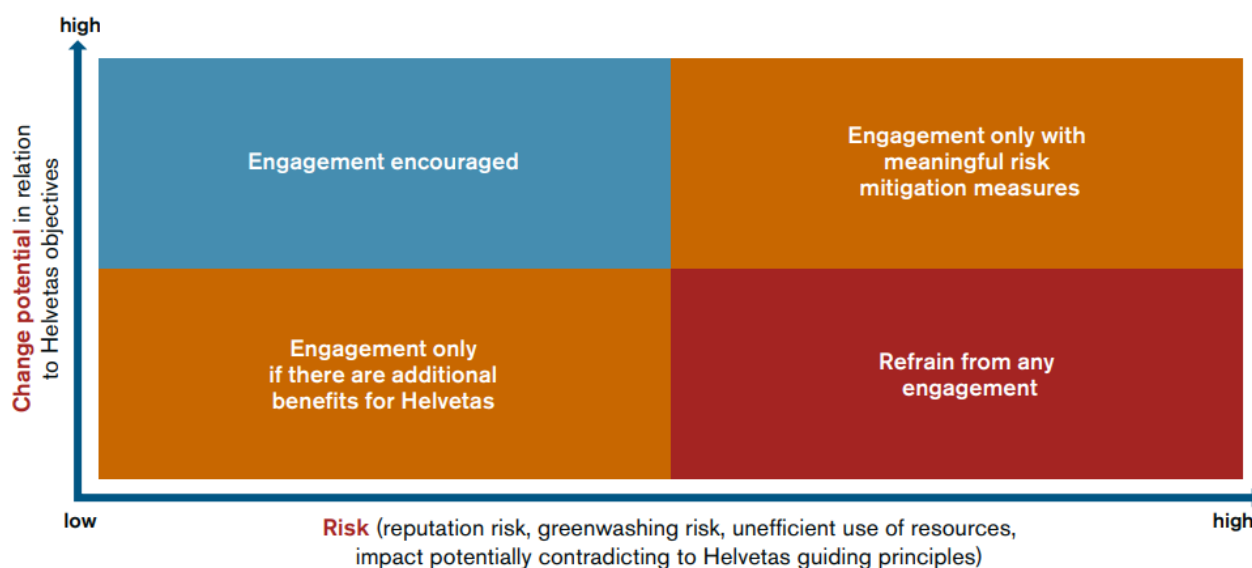 high
Change potential in relation
to Helvetas objectives
Engagement encouraged
Engagement only with
meaningful risk
mitigation measures
Engagement only
if there are additional
benefits for Helvetas
Refrain from any
engagement
low
high
Risk (reputation risk, greenwashing risk, unefficient use of resources,
impact potentially contradicting to Helvetas guiding principles)